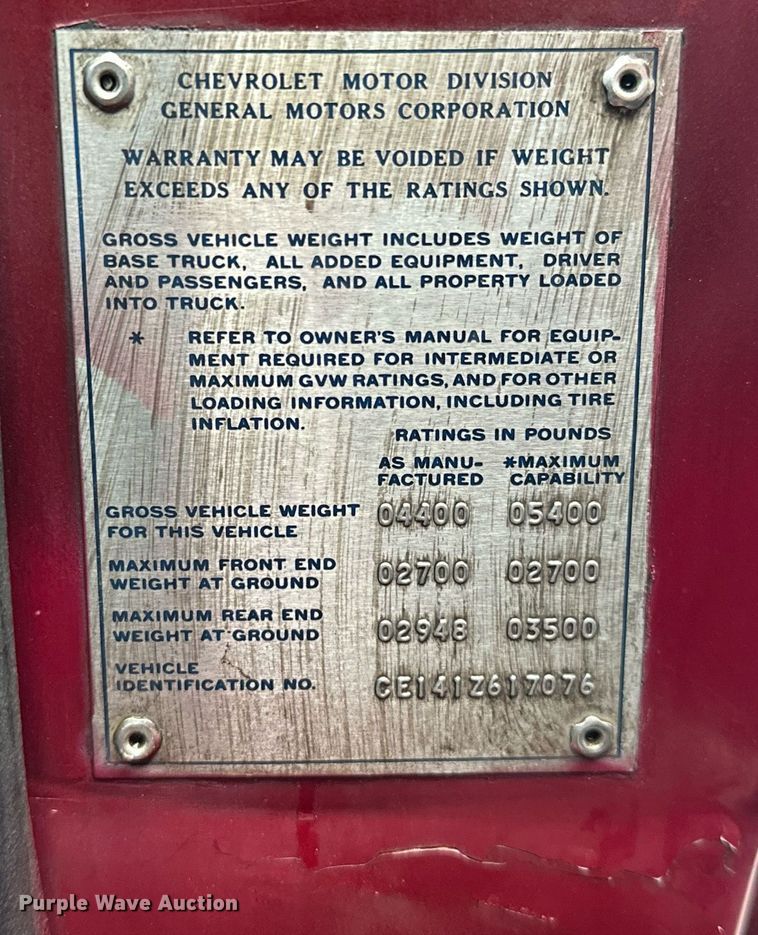 CHEVROLET MOTOR DIVISION
GENERAL MOTORS CORPORATION
WARRANTY MAY BE VOIDED IF WEIGHT
EXCEEDS ANY OF THE RATINGS SHOWN.
GROSS VEHICLE WEIGHT INCLUDES WEIGHT OF
BASE TRUCK, ALL ADDED EQUIPMENT, DRIVER
AND PASSENGERS, AND ALL PROPERTY LOADED
INTO TRUCK.
* REFER TO OWNER'S MANUAL FOR EQUIP-
MENT REQUIRED FOR INTERMEDIATE OR
MAXIMUM GVW RATINGS, AND FOR OTHER
LOADING INFORMATION, INCLUDING TIRE
INFLATION.
RATINGS IN POUNDS
AS MANU- *MAXIMUM
FACTURED CAPABILITY
GROSS VEHICLE WEIGHT 04400 05400
FOR THIS VEHICLE
MAXIMUM FRONT END 02700 02700
WEIGHT AT GROUND
MAXIMUM REAR END 02948 03500
WEIGHT AT GROUND
VEHICLE
IDENTIFICATION NO. CE141Z617076
Purple Wave Auction